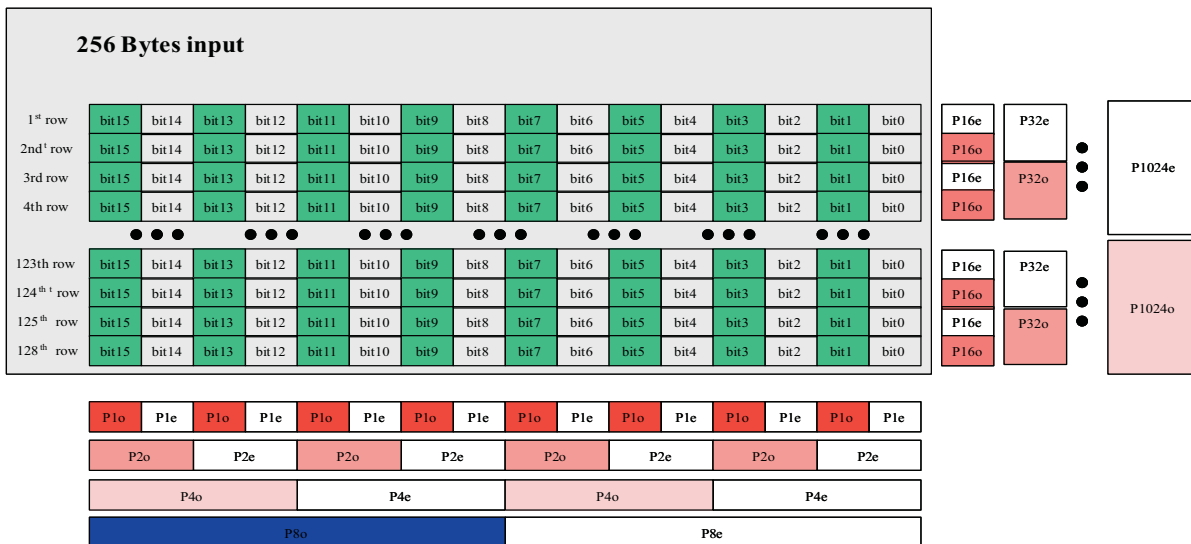 256 Bytes input
1st row bit15 bit14 bit13 bit12 bit11 bit10 bit9 bit8 bit7 bit6 bit5 bit4 bit3 bit2 bit1 bit0 P16e P32e
2ndt row bit15 bit14 bit13 bit12 bit11 bit10 bit9 bit8 bit7 bit6 bit5 bit4 bit3 bit2 bit1 bit0 P16o
3rd row bit15 bit14 bit13 bit12 bit11 bit10 bit9 bit8 bit7 bit6 bit5 bit4 bit3 bit2 bit1 bit0 P16e P32o P1024e
4th row bit15 bit14 bit13 bit12 bit11 bit10 bit9 bit8 bit7 bit6 bit5 bit4 bit3 bit2 bit1 bit0 P16o
123th row bit15 bit14 bit13 bit12 bit11 bit10 bit9 bit8 bit7 bit6 bit5 bit4 bit3 bit2 bit1 bit0 P16e P32e
124th t row bit15 bit14 bit13 bit12 bit11 bit10 bit9 bit8 bit7 bit6 bit5 bit4 bit3 bit2 bit1 bit0 P16o
125th row bit15 bit14 bit13 bit12 bit11 bit10 bit9 bit8 bit7 bit6 bit5 bit4 bit3 bit2 bit1 bit0 P16e P32o P1024o
128th row bit15 bit14 bit13 bit12 bit11 bit10 bit9 bit8 bit7 bit6 bit5 bit4 bit3 bit2 bit1 bit0 P16o
P1o P1e P1o P1e P1o P1e P1o P1e P1o P1e P1o P1e P1o P1e P1o P1e
P2o P2e P2o P2e P2o P2e P2o P2e
P4o P4e P4o P4e
P8o P8e